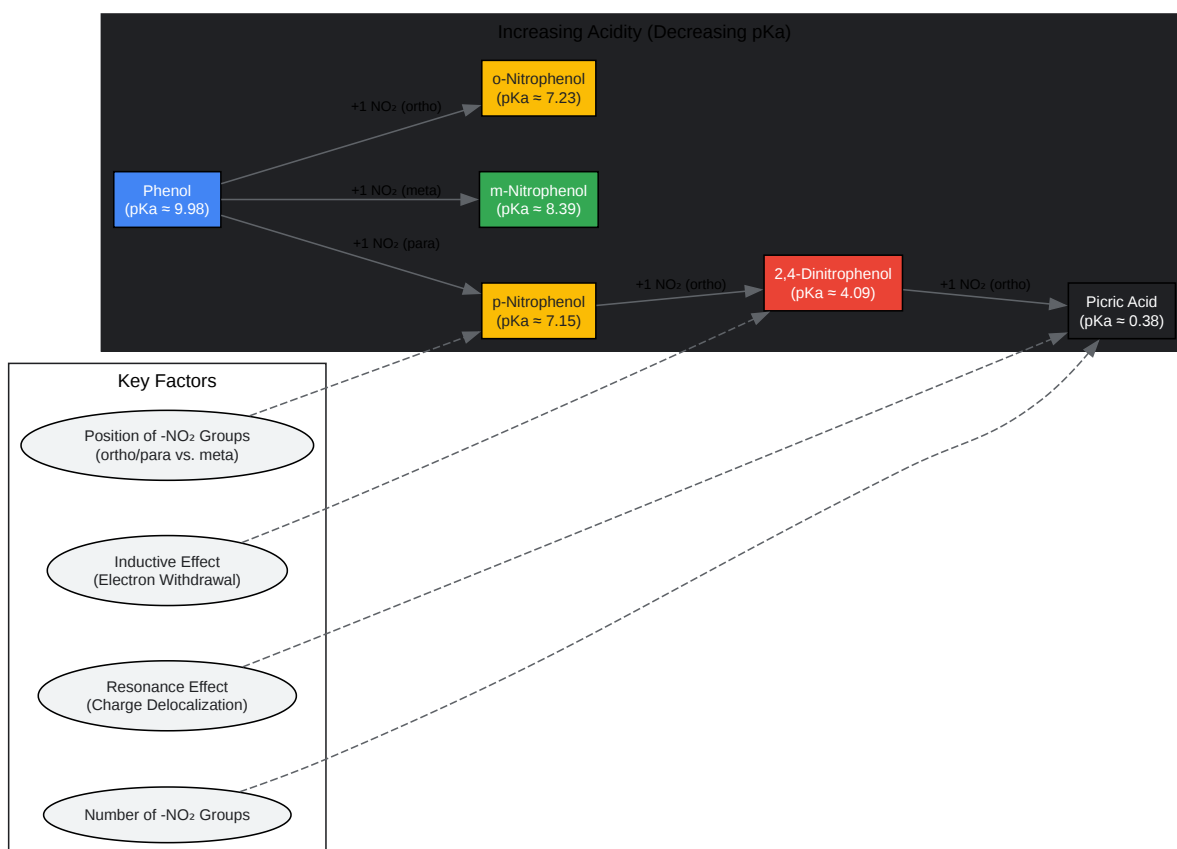 Increasing Acidity (Decreasing pKa)
o-Nitrophenol
(pKa ≈ 7.23)
+1 NO₂ (ortho)
Phenol
(pKa ≈ 9.98)
+1 NO₂ (meta)
m-Nitrophenol
(pKa ≈ 8.39)
+1 NO₂ (para)
p-Nitrophenol
(pKa ≈ 7.15)
+1 NO₂ (ortho)
2,4-Dinitrophenol
(pKa ≈ 4.09)
+1 NO₂ (ortho)
Picric Acid
(pKa ≈ 0.38)
Key Factors
Position of -NO₂ Groups
(ortho/para vs. meta)
Inductive Effect
(Electron Withdrawal)
Resonance Effect
(Charge Delocalization)
Number of -NO₂ Groups